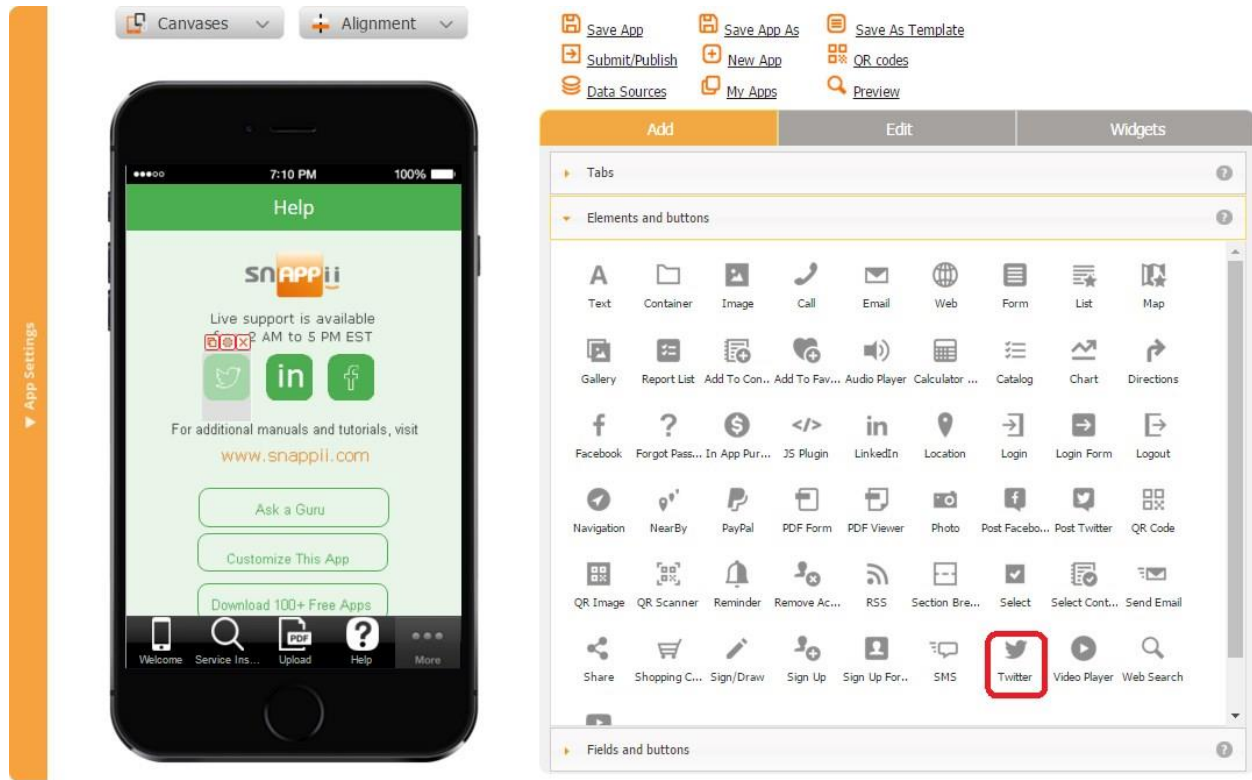 Canvases
Alignment
Save App
Save App As
Save As Template
Submit/Publish
New App
QR codes
Data Sources
My Apps
Preview
App Settings
7:10 PM 100%
Help
snAPPii
Live support is available
2 AM to 5 PM EST
in
For additional manuals and tutorials, visit
www.snappii.com
Ask a Guru
Customize This App
Download 100+ Free Apps
PDF
?
Welcome Service Ins... Upload Help More
Add Edit Widgets
Tabs
Elements and buttons
Text Container Image Call Email Web Form List Map
Gallery Report List Add To Con.. Add To Fav... Audio Player Calculator ... Catalog Chart Directions
Facebook Forgot Pass... In App Pur... JS Plugin LinkedIn Location Login Login Form Logout
Navigation NearBy PayPal PDF Form PDF Viewer Photo Post Facebo... Post Twitter QR Code
QR Image QR Scanner Reminder Remove Ac... RSS Section Bre... Select Select Cont... Send Email
Share Shopping C... Sign/Draw Sign Up Sign Up For.. SMS Twitter Video Player Web Search
Fields and buttons